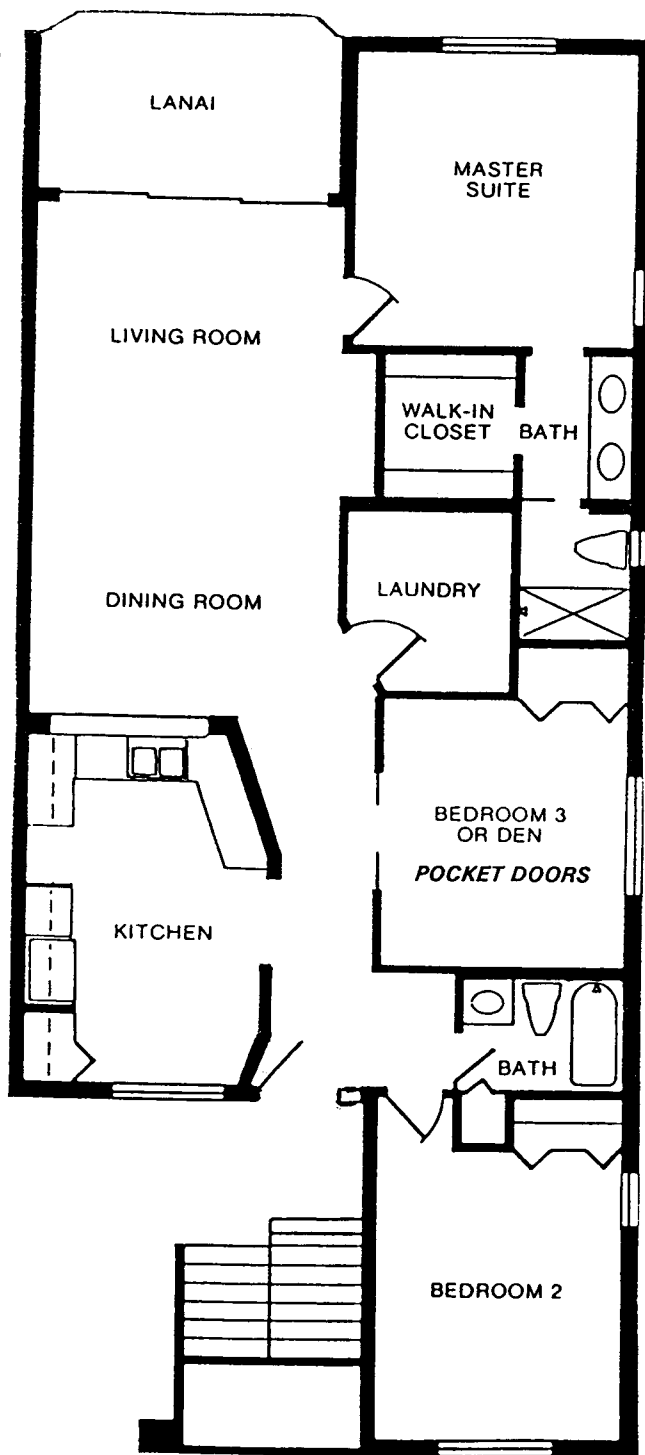 LANAI
MASTER
SUITE
LIVING ROOM
WALK-IN
CLOSET
BATH
DINING ROOM
LAUNDRY
BEDROOM 3
OR DEN
POCKET DOORS
KITCHEN
BATH
BEDROOM 2